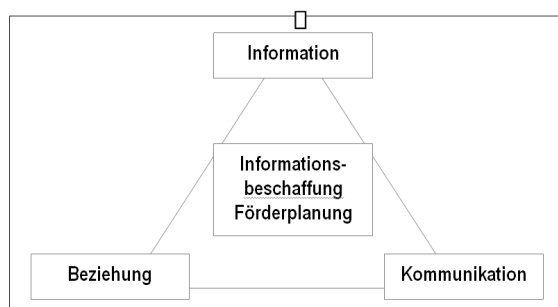 Information
Informations-
beschaffung
Förderplanung
Beziehung
Kommunikation